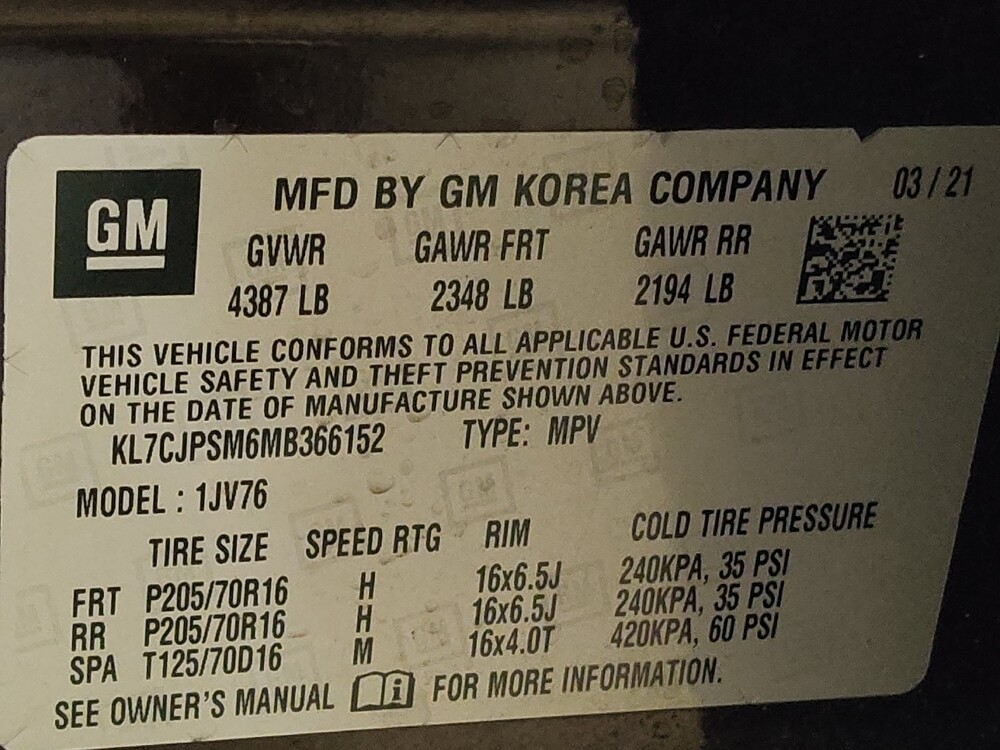 GM
MFD BY GM KOREA COMPANY 03 / 21
GVWR GAWR FRT GAWR RR
4387 LB 2348 LB 2194 LB
THIS VEHICLE CONFORMS TO ALL APPLICABLE U.S. FEDERAL MOTOR
VEHICLE SAFETY AND THEFT PREVENTION STANDARDS IN EFFECT
ON THE DATE OF MANUFACTURE SHOWN ABOVE.
KL7CJPSM6MB366152 TYPE: MPV
MODEL : 1JV76
TIRE SIZE SPEED RTG RIM COLD TIRE PRESSURE
FRT P205/70R16 H 16x6.5J 240KPA, 35 PSI
RR P205/70R16 H 16x6.5J 240KPA, 35 PSI
SPA T125/70D16 M 16x4.0T 420KPA, 60 PSI
SEE OWNER'S MANUAL i FOR MORE INFORMATION.